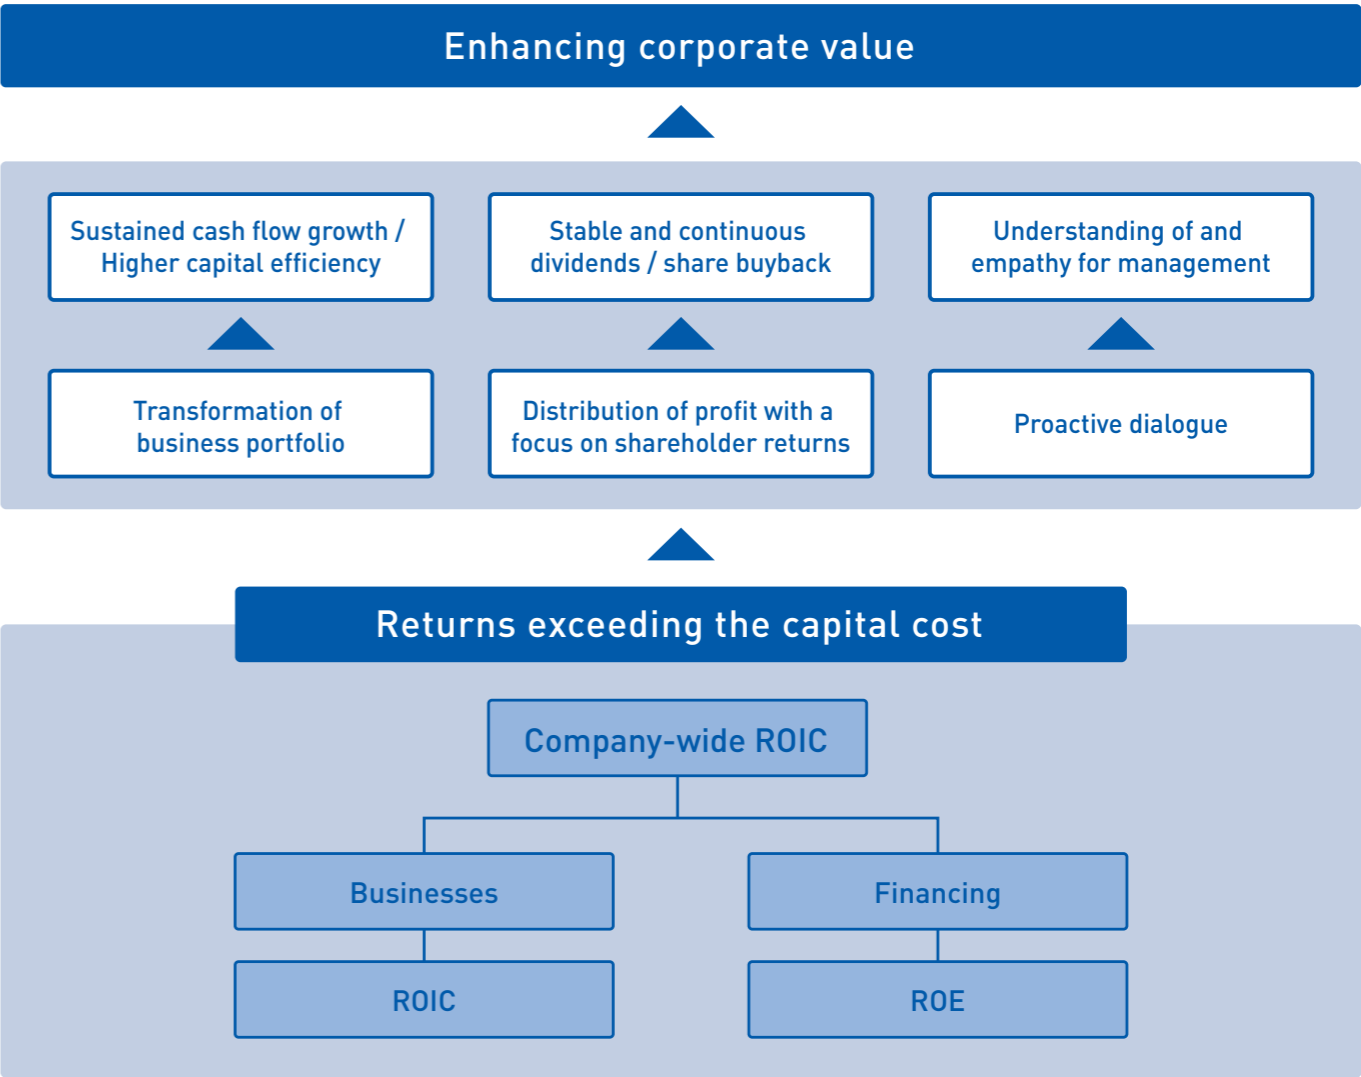 Enhancing corporate value
Sustained cash flow growth /
Higher capital efficiency
Stable and continuous
dividends / share buyback
Understanding of and
empathy for management
Transformation of
business portfolio
Distribution of profit with a
focus on shareholder returns
Proactive dialogue
Returns exceeding the capital cost
Company-wide ROIC
Businesses
Financing
ROIC
ROE